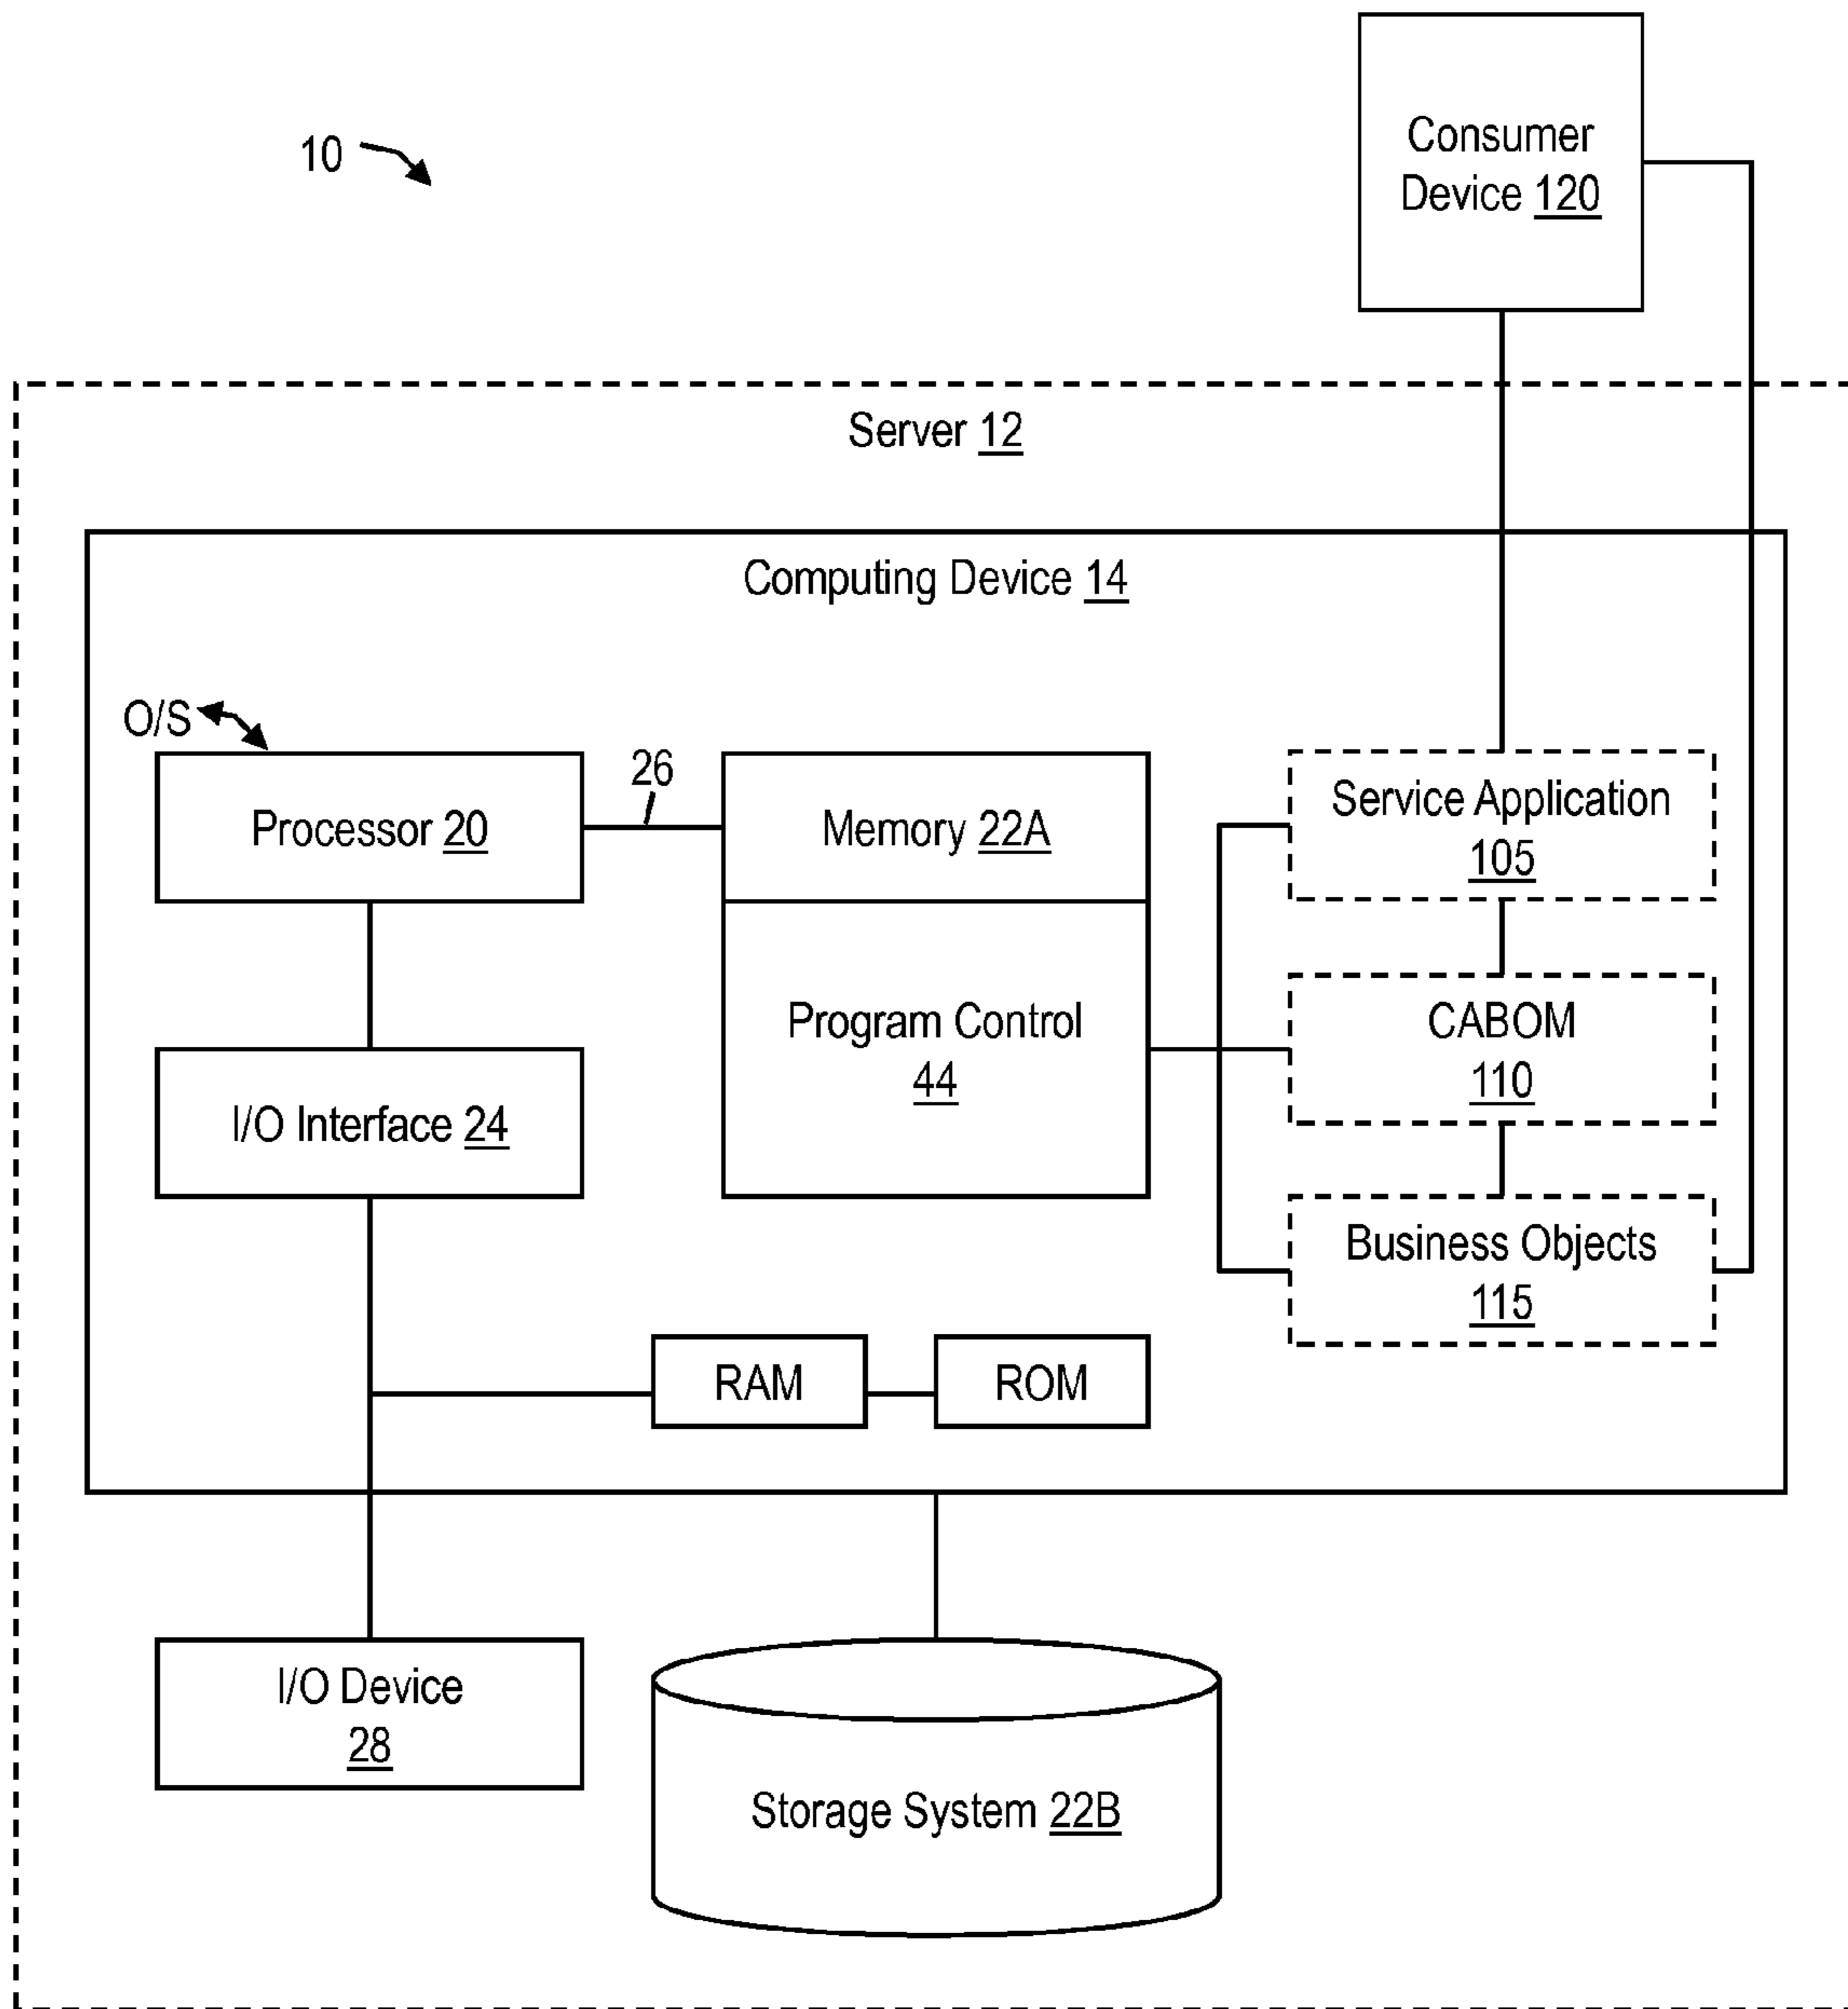 10
Consumer
Device 120
Server 12
Computing Device 14
O/S
Processor 20
26
Memory 22A
Service Application
105
Program Control
44
CABOM
110
I/O Interface 24
Business Objects
115
RAM
ROM
I/O Device
28
Storage System 22B